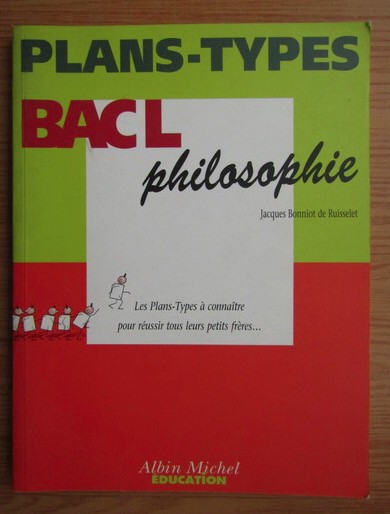 PLANS-TYPES
BAC L
philosophie
Jacques Bonniot de Ruisselet
Les Plans-Types à connaître
pour réussir tous leurs petits frères...
Albin Michel
ÉDUCATION